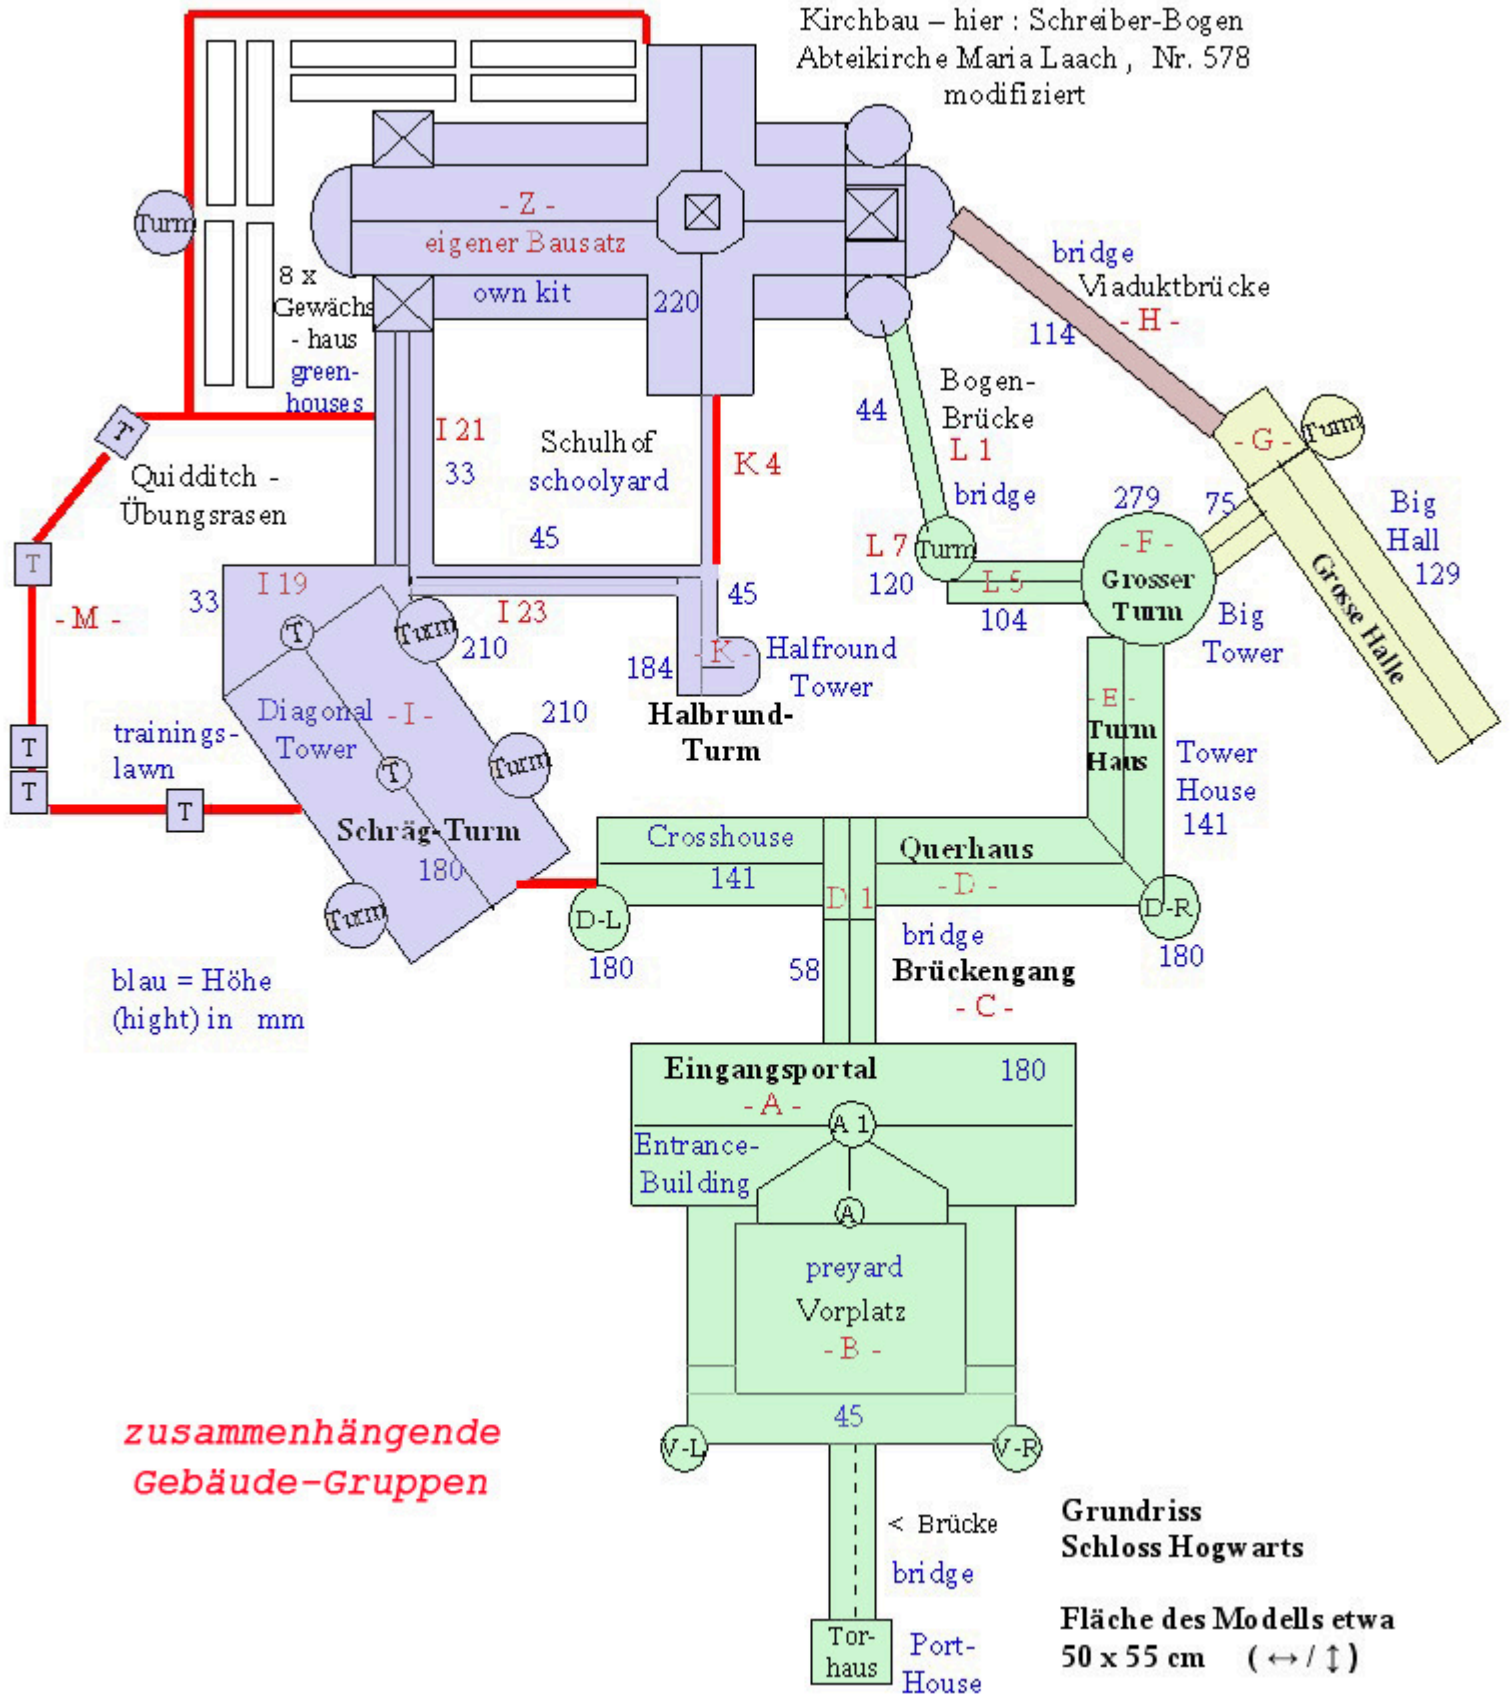 Kirchbau – hier : Schreiber-Bogen
Abteikirche Maria Laach , Nr. 578
modifiziert
Turm
- Z -
eigener Bausatz
own kit
220
8 x
Gewächs
- haus
green-
houses
bridge
Viaduktbrücke
- H -
114
Bogen-
Brücke
L 1
44
bridge
I 21
33
Schulhof
schoolyard
K 4
45
T
Quidditch -
Übungsrasen
T
- M -
T
T
T
trainings-
lawn
- G -
Turm
Big
Hall
129
Grosse Halle
75
279
- F -
Grosser
Turm
Big
Tower
L 7
Turm
120
L 5
104
33
I 19
T
Turm
210
I 23
45
184
- K -
Halfround
Tower
Halbrund-
Turm
Diagonal
Tower
- I -
T
210
Turm
Schräg-Turm
180
Turm
- E -
Turm
Haus
Tower
House
141
Crosshouse
141
D 1
Querhaus
- D -
D-L
180
D-R
180
58
bridge
Brückengang
- C -
blau = Höhe
(hight) in mm
Eingangsportal
180
- A -
A 1
Entrance-
Building
A
preyard
Vorplatz
- B -
45
V-L
V-R
zusammenhängende
Gebäude-Gruppen
< Brücke
bridge
Tor-
haus
Port-
House
Grundriss
Schloss Hogwarts
Fläche des Modells etwa
50 x 55 cm ( ↔ / ↕ )